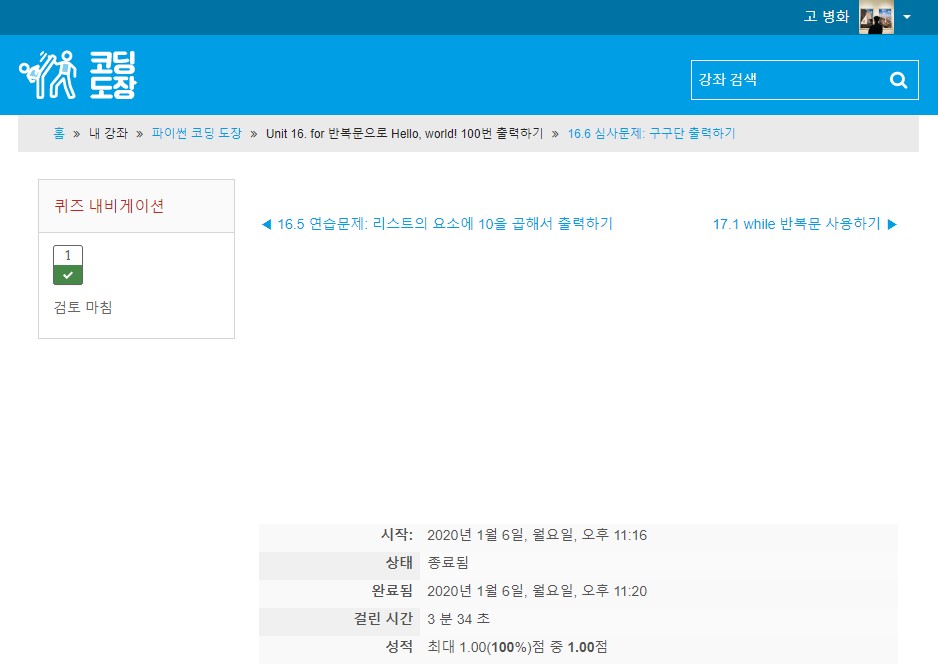 고 병화
코딩
도장
강좌 검색
홈 » 내 강좌 » 파이썬 코딩 도장 » Unit 16. for 반복문으로 Hello, world! 100번 출력하기 » 16.6 심사문제: 구구단 출력하기
퀴즈 내비게이션
1
검토 마침
◀ 16.5 연습문제: 리스트의 요소에 10을 곱해서 출력하기
17.1 while 반복문 사용하기 ▶
시작: 2020년 1월 6일, 월요일, 오후 11:16
상태 종료됨
완료됨 2020년 1월 6일, 월요일, 오후 11:20
걸린 시간 3 분 34 초
성적 최대 1.00(100%)점 중 1.00점